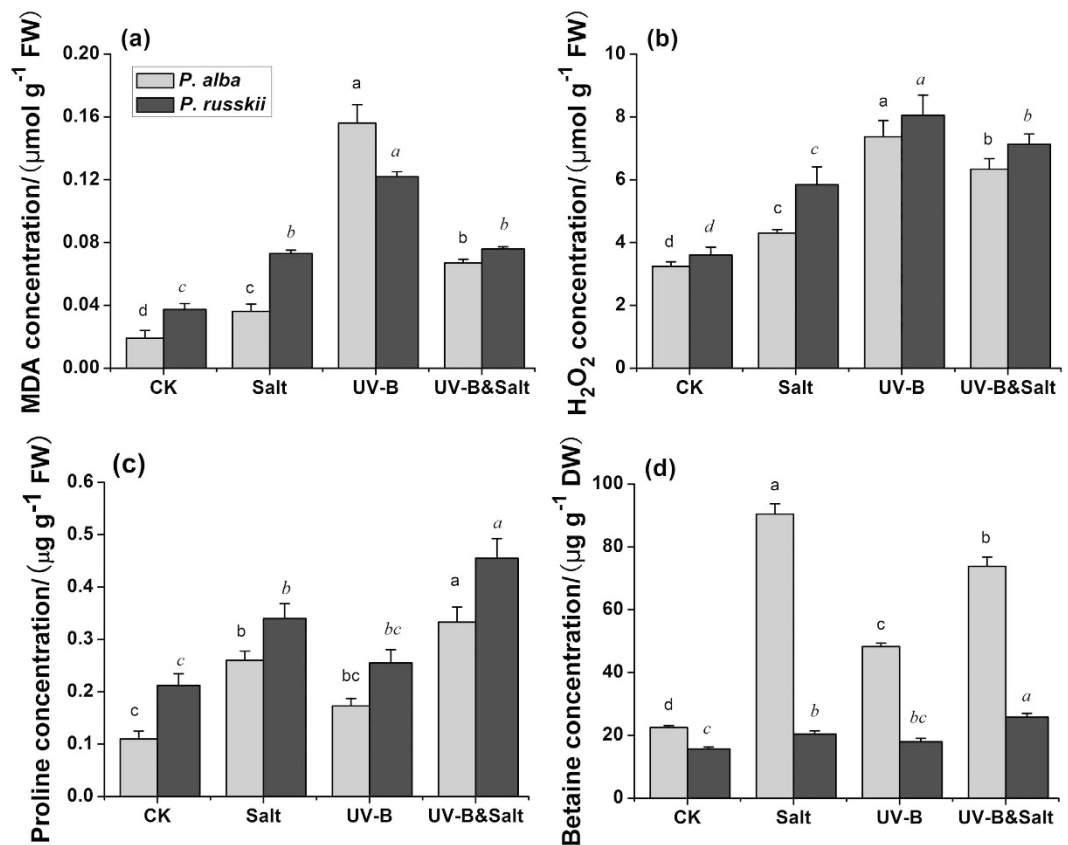 (a)
MDA concentration/(μmol g⁻¹ FW)
0.20
0.16
0.12
0.08
0.04
0.00
P. alba
P. russkii
d
c
c
b
a
a
b
b
CK
Salt
UV-B
UV-B&Salt
(b)
H₂O₂ concentration/(μmol g⁻¹ FW)
10
8
6
4
2
0
d
d
c
c
a
a
b
b
CK
Salt
UV-B
UV-B&Salt
(c)
Proline concentration/(μg g⁻¹ FW)
0.6
0.5
0.4
0.3
0.2
0.1
0.0
c
c
b
b
bc
bc
a
a
CK
Salt
UV-B
UV-B&Salt
(d)
Betaine concentration/(μg g⁻¹ DW)
100
80
60
40
20
0
d
c
a
b
c
bc
b
a
CK
Salt
UV-B
UV-B&Salt